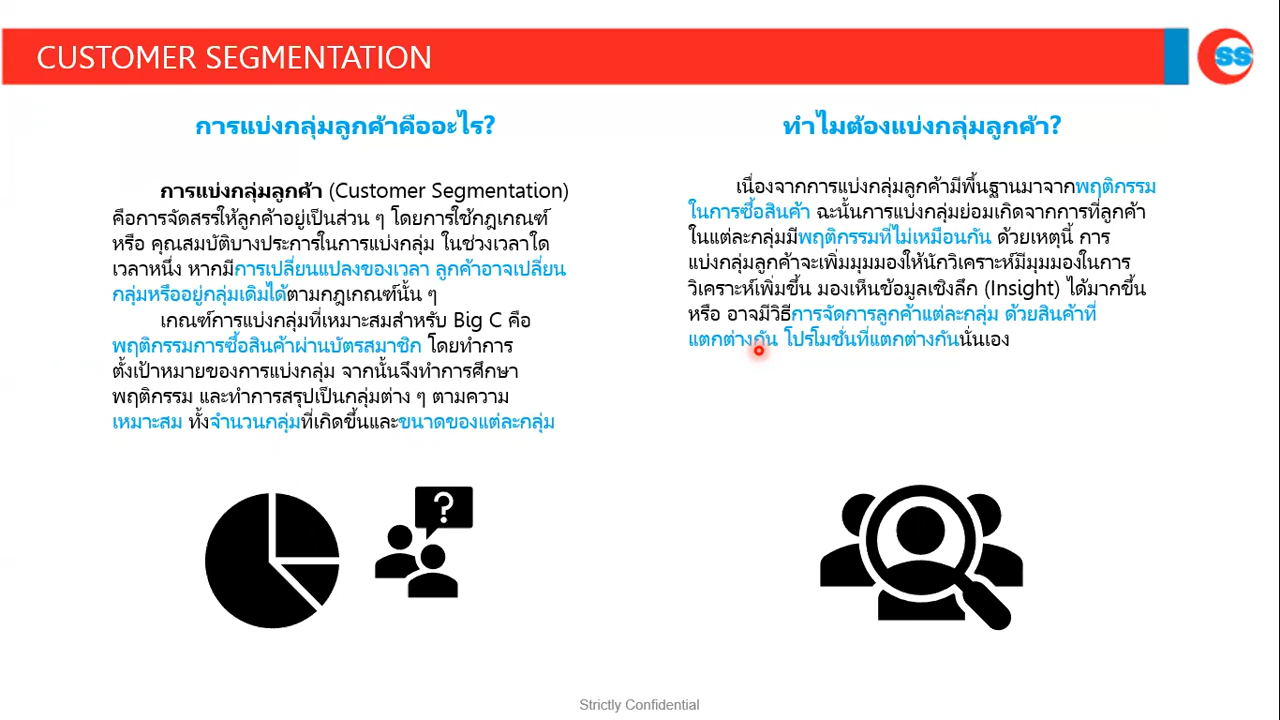 CUSTOMER SEGMENTATION
SS
การแบ่งกลุ่มลูกค้าคืออะไร?
การแบ่งกลุ่มลูกค้า (Customer Segmentation)
คือการจัดสรรให้ลูกค้าอยู่เป็นส่วน ๆ โดยการใช้กฎเกณฑ์
หรือ คุณสมบัติบางประการในการแบ่งกลุ่ม ในช่วงเวลาใด
เวลาหนึ่ง หากมีการเปลี่ยนแปลงของเวลา ลูกค้าอาจเปลี่ยน
กลุ่มหรืออยู่กลุ่มเดิมได้ตามกฎเกณฑ์นั้น ๆ
เกณฑ์การแบ่งกลุ่มที่เหมาะสมสำหรับ Big C คือ
พฤติกรรมการซื้อสินค้าผ่านบัตรสมาชิก โดยทำการ
ตั้งเป้าหมายของการแบ่งกลุ่ม จากนั้นจึงทำการศึกษา
พฤติกรรม และทำการสรุปเป็นกลุ่มต่าง ๆ ตามความ
เหมาะสม ทั้งจำนวนกลุ่มที่เกิดขึ้นและขนาดของแต่ละกลุ่ม
?
ทำไมต้องแบ่งกลุ่มลูกค้า?
เนื่องจากการแบ่งกลุ่มลูกค้ามีพื้นฐานมาจากพฤติกรรม
ในการซื้อสินค้า ฉะนั้นการแบ่งกลุ่มย่อมเกิดจากการที่ลูกค้า
ในแต่ละกลุ่มมีพฤติกรรมที่ไม่เหมือนกัน ด้วยเหตุนี้ การ
แบ่งกลุ่มลูกค้าจะเพิ่มมุมมองให้นักวิเคราะห์มีมุมมองในการ
วิเคราะห์เพิ่มขึ้น มองเห็นข้อมูลเชิงลึก (Insight) ได้มากขึ้น
หรือ อาจมีวิธีการจัดการลูกค้าแต่ละกลุ่ม ด้วยสินค้าที่
แตกต่างกัน โปรโมชั่นที่แตกต่างกันนั่นเอง
Strictly Confidential